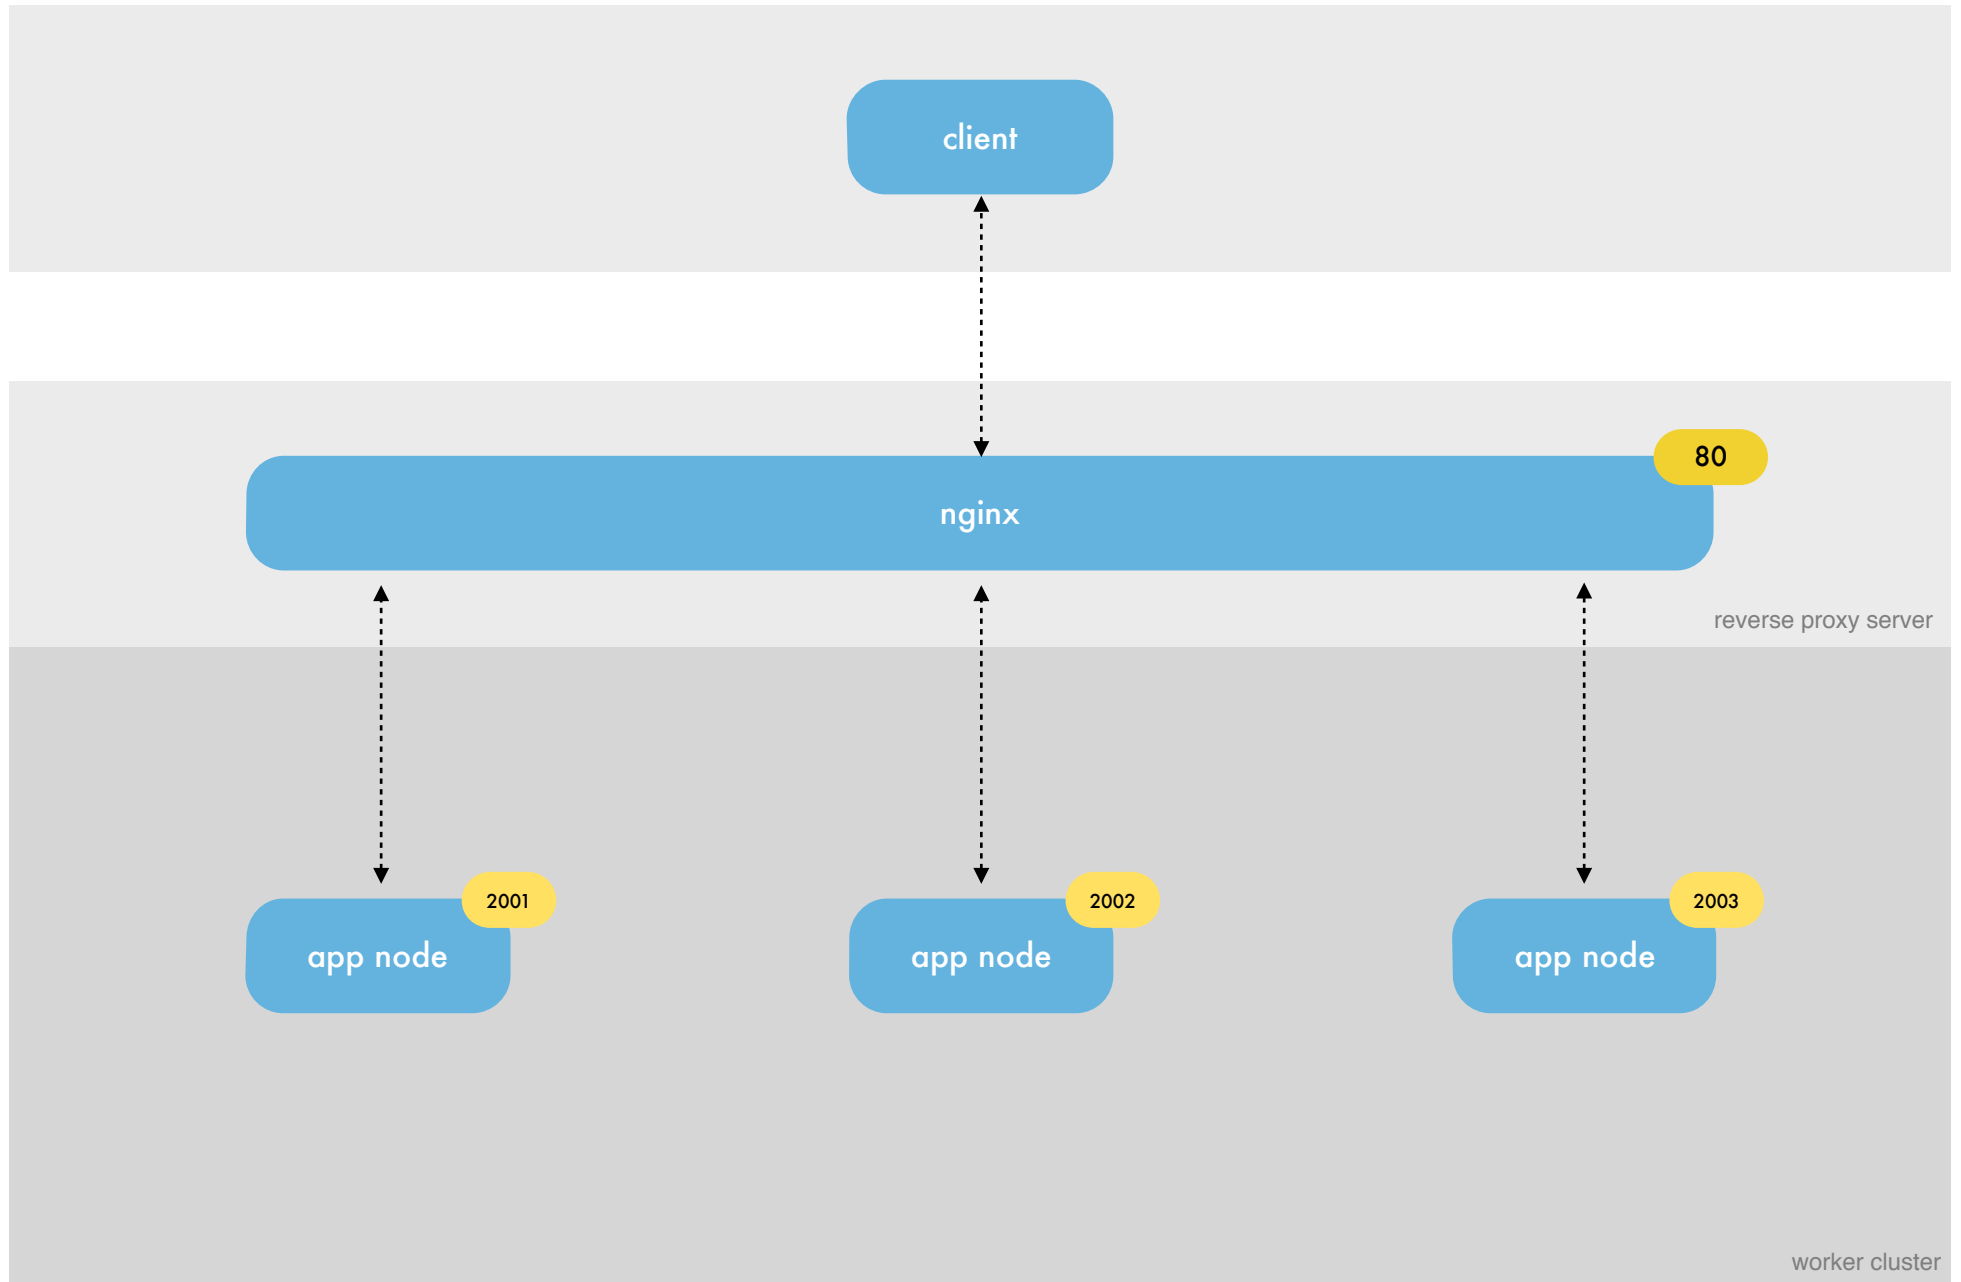 client
80
nginx
reverse proxy server
2001
2002
2003
app node
app node
app node
worker cluster